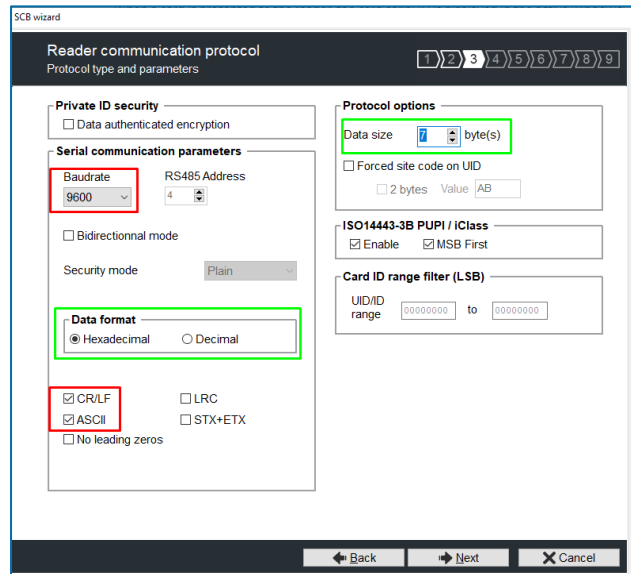 SCB wizard
Reader communication protocol
Protocol type and parameters
1 2 3 4 5 6 7 8 9
Private ID security
Data authenticated encryption
Serial communication parameters
Baudrate
RS485 Address
9600
4
Bidirectionnal mode
Security mode
Plain
Data format
Hexadecimal
Decimal
CR/LF
LRC
ASCII
STX+ETX
No leading zeros
Protocol options
Data size 7 byte(s)
Forced site code on UID
2 bytes Value AB
ISO14443-3B PUPI / iClass
Enable
MSB First
Card ID range filter (LSB)
UID/ID
range
00000000 to 00000000
Back
Next
Cancel